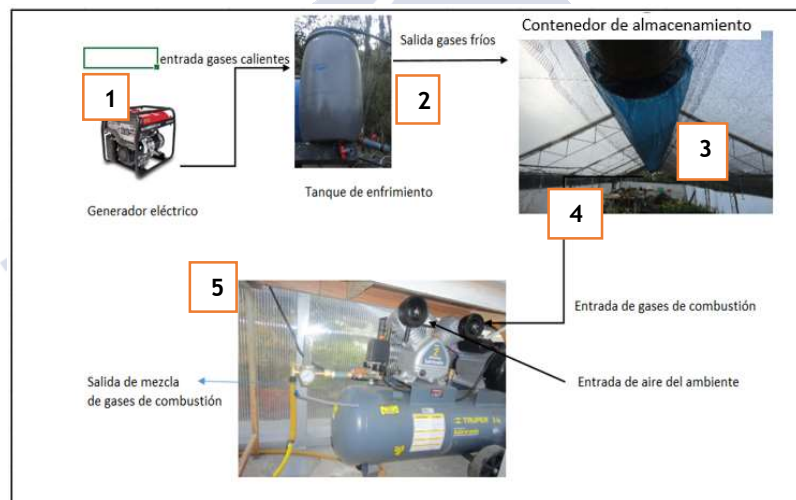 Contenedor de almacenamiento
entrada gases calientes
Salida gases fríos
1
2
3
Generador eléctrico
Tanque de enfrimiento
4
5
Entrada de gases de combustión
Salida de mezcla
de gases de combustión
Entrada de aire del ambiente
TRUPER